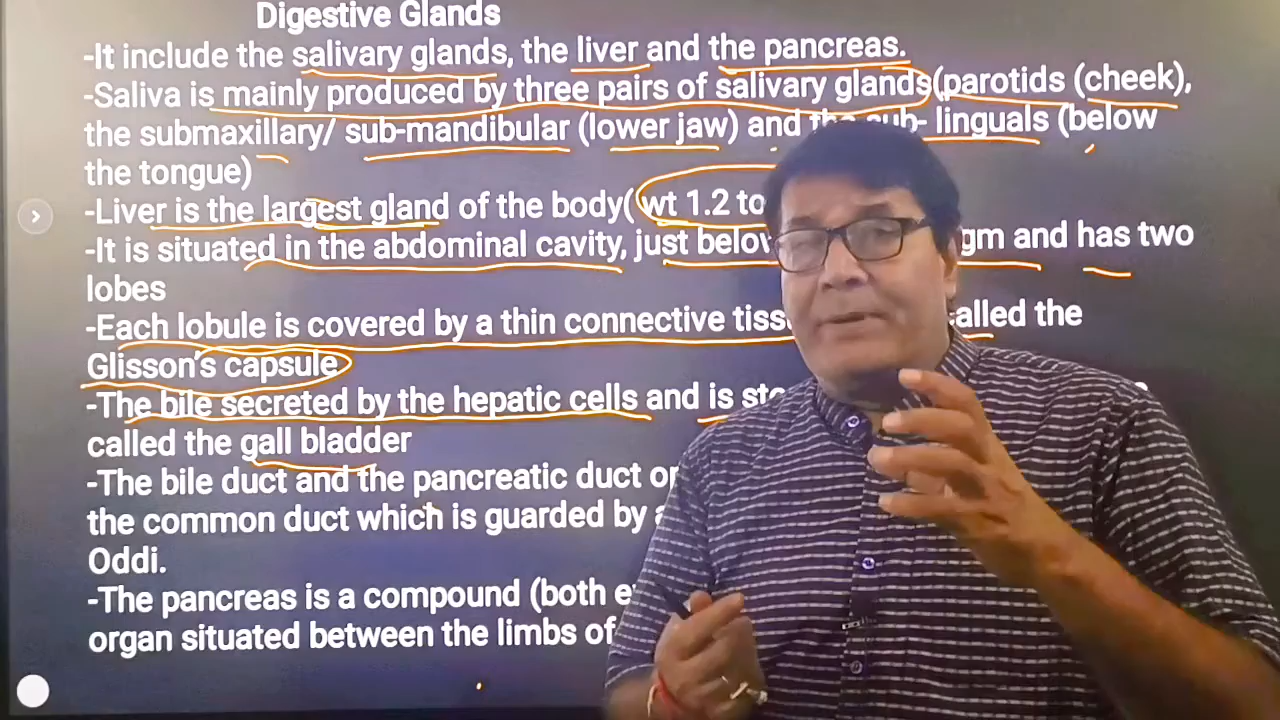 Digestive Glands
-It include the salivary glands, the liver and the pancreas.
-Saliva is mainly produced by three pairs of salivary glands(parotids (cheek),
the submaxillary/ sub-mandibular (lower jaw) and the sub- linguals (below
the tongue)
-Liver is the largest gland of the body( wt 1.2 to
-It is situated in the abdominal cavity, just below and has two
lobes
-Each lobule is covered by a thin connective called the
Glisson's capsule
-The bile secreted by the hepatic cells and is
called the gall bladder
-The bile duct and the pancreatic duct
the common duct which is guarded by
Oddi.
-The pancreas is a compound (both
organ situated between the limbs of